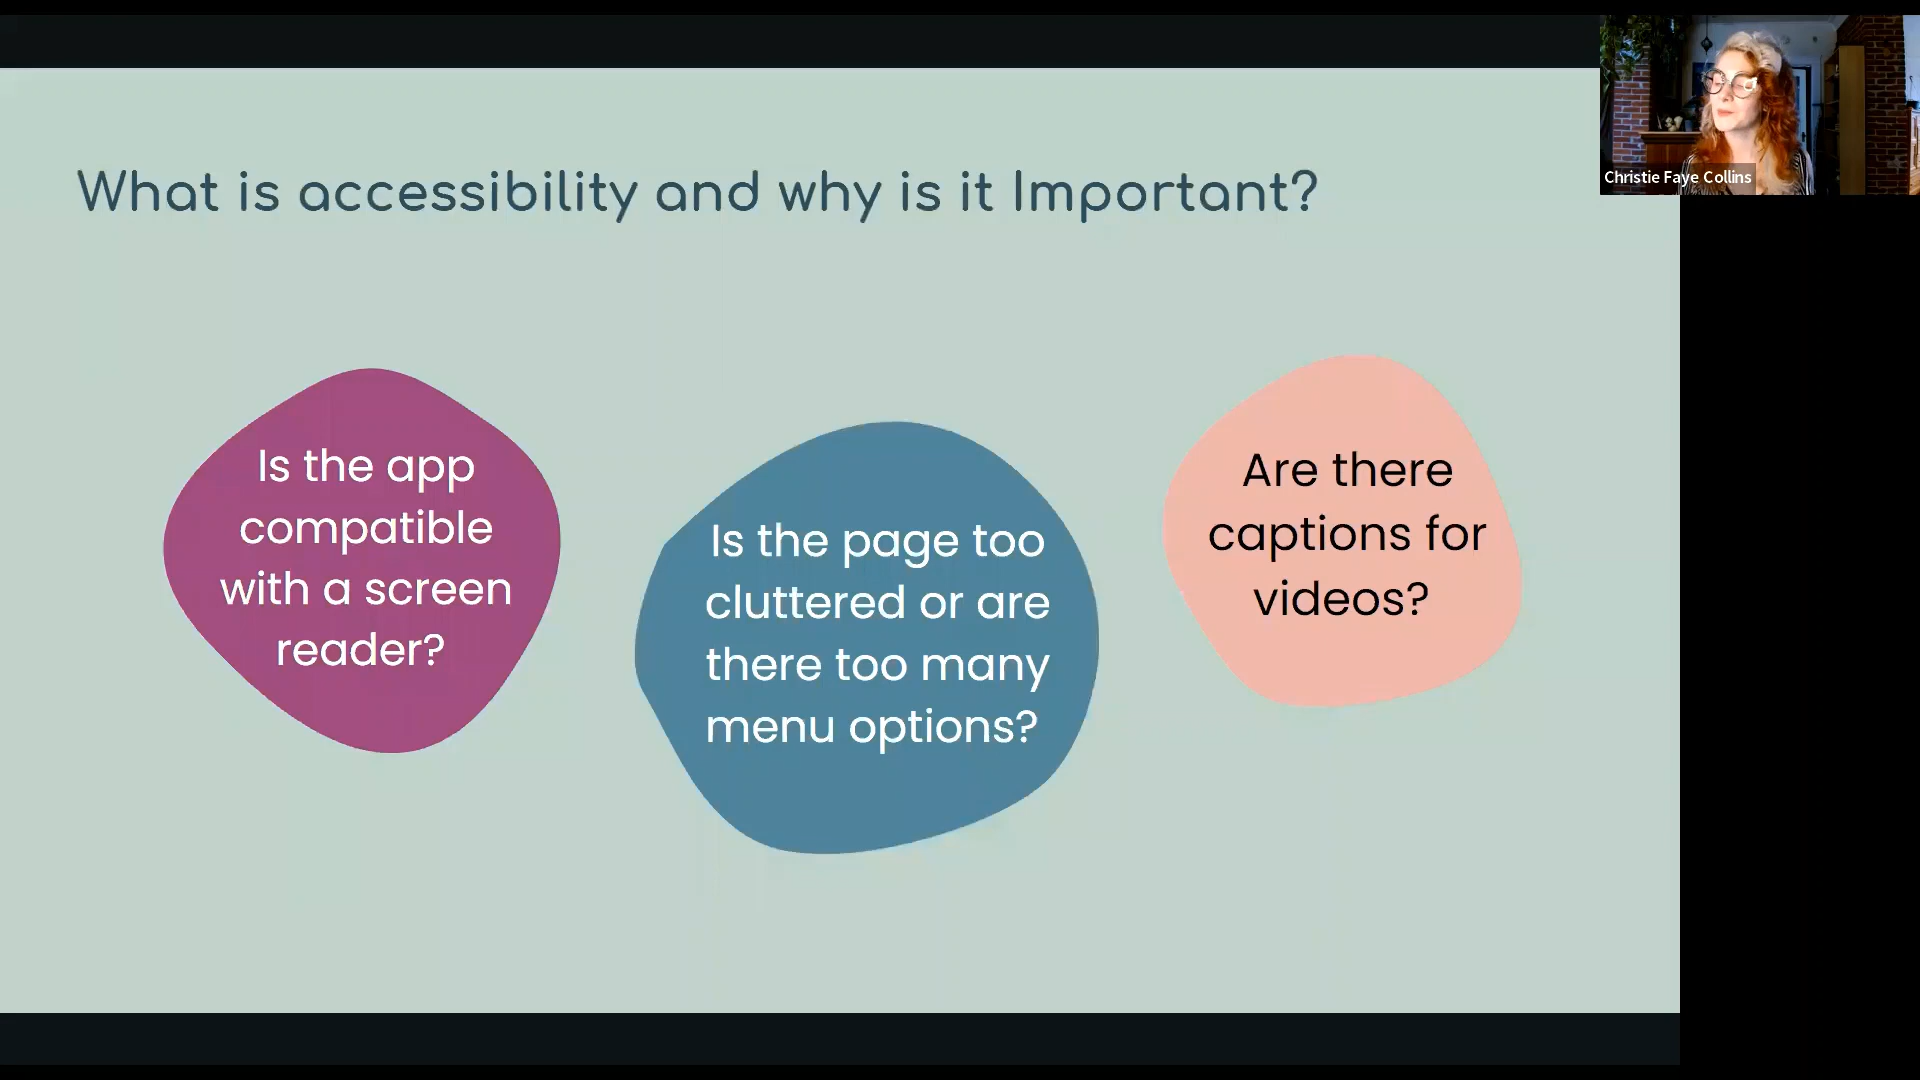 What is accessibility and why is it Important?
Christie Faye Collins
Is the app
compatible
with a screen
reader?
Is the page too
cluttered or are
there too many
menu options?
Are there
captions for
videos?